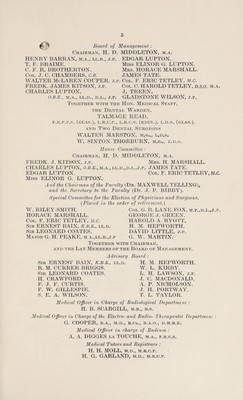 5
Board of Management:
CHAIRMAN, H. D. MIDDLETON, M.A.
HENRY BARRAN, M.A., LL.B., J.P. EDGAR LUPTON.
T. F. BRAIME. MISS ELINOR G. LUPTON.
C. F. H. BROTHERTON. MRS. HORACE MARSHALL.
COL. J. C. CHAMBERS, C.B. JAMES TATE.
WALTER MCLAREN COUPER, J.P. COL. F. ERIC TETLEY, M.C.
FREDK. JAMES KITSON, J.P. COL. C. HAROLD TETLEY, D.S.O. M.A.
CHARLES LUPTON, J. TREEN.
O.B.E., M.A., LL.D., D.L., J.P. GLADSTONE WILSON, J.P.
TOGETHER WITH THE HON. MEDICAL STAFF,
THE DENTAL WARDEN,
TALMAGE READ,
F.R.F.P.S. (GLAS.), L.R.C.P., L.R.C.S. (EDIN.), L.D.S. (GLAS.),
AND TWO DENTAL SURGEONS
WALTER MARSTON, M.D.S., L.D.S.
W. SINTON THORBURN, M.D.S., L.D.S.
House Committee:
CHAIRMAN, H. D. MIDDLETON, M.A.
FREDK. J. KITSON, J.P. MRS. H. MARSHALL.
CHARLES LUPTON, O.B.E., M.A., LL.D., D.L., J.P. JAMES TATE.
EDGAR LUPTON. COL. F. ERIC TETLEY, M.C.
MISS ELINOR G. LUPTON.
And the Chairman of the Faculty (DR. MAXWELL TELLING),
and the Secretary to the Faculty (DR. J. P. BIBBY).
Special Committee for the Election of Physicians and Surgeons.
(Placed in the order of retirement.)
W. RILEY-SMITH. COL. G. R. LANE FOX, M.P., D.L., J.P.
HORACE MARSHALL. GEORGE J. GREEN.
COL. F. ERIC TETLEY, M.C. HAROLD A. RYOTT.
SIR ERNEST BAIN, K.B.E., LL.D. H. M. HEPWORTH.
SIR LEONARD COATES. DAVID LITTLE, J.P.
MAJOR G. H. PEAKE, M.A., LL.B., J.P. G. W. MARTIN.
TOGETHER WITH CHAIRMAN,
AND THE LAY MEMBERS OF THE BOARD OF MANAGEMENT.
Advisory Board:
SIR ERNEST BAIN, K.B.E., LL.D. H. M. HEPWORTH.
R. M. CURRER BRIGGS. W. L. KIRBY.
SIR LEONARD COATES. L. H. LAWSON, J.P.
H. CRAWFORD. J. C. MACDONALD.
F. J. F. CURTIS. A. P. NICHOLSON.
F. W. GILLESPIE. J. H. PORTWAY.
S. E. A. WILSON. T. L. TAYLOR.
Medical Officer in Charge of Radiological Department:
H. B. SCARGILL, M.B., B.S.
Medical Officer in Charge of the Electro and Radio Therapeutic Department:
G. COOPER, B.A., M.D., B.Ch., B.A.O., D.M.R.E.
Medical Officer in charge of Radium:
A. A. DIGGES LA TOUCHE, M.A., F.R.C.S.
Medical Tutors and Registrars:
H. H. MOLL, M.D., M.R.C.P.
H. G. GARLAND, M.D., M.R.C.P.